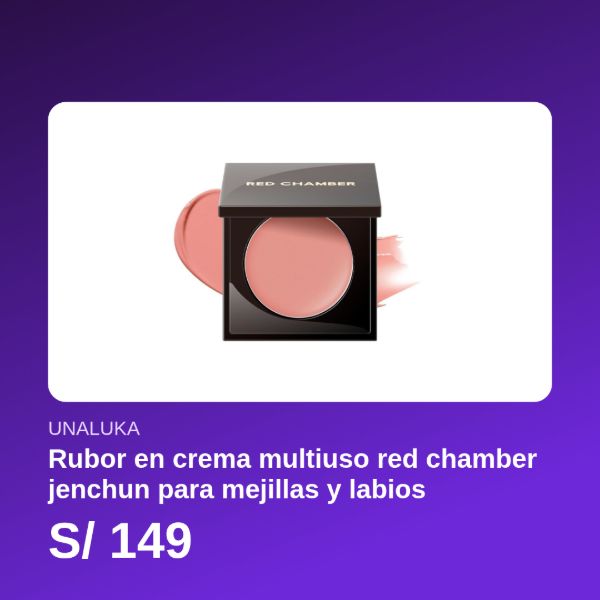 RED CHAMBER
UNALUKA
Rubor en crema multiuso red chamber
jenchun para mejillas y labios
S/ 149